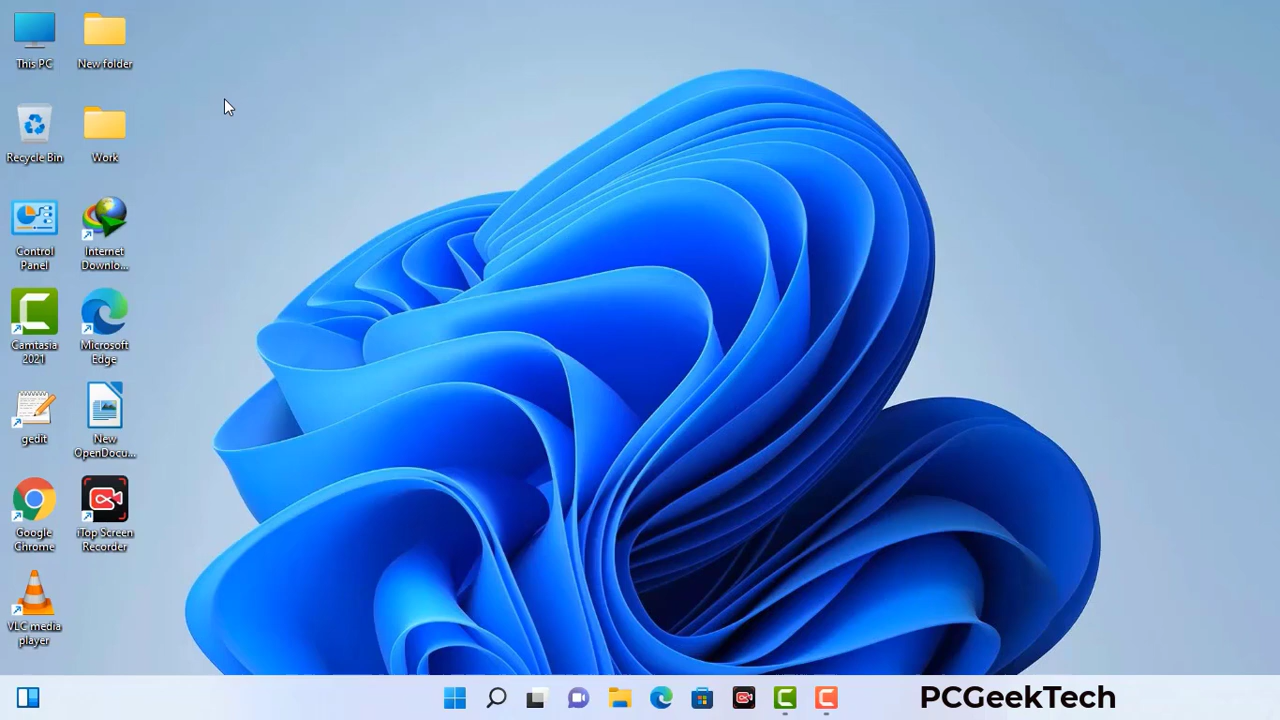 This PC
New folder
Recycle Bin
Work
Control
Panel
Internet
Downlo...
Camtasia
2021
Microsoft
Edge
gedit
New
OpenDocu...
Google
Chrome
iTop Screen
Recorder
VLC media
player
PCGeekTech